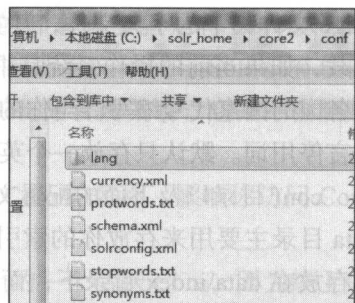 算机 ▸ 本地磁盘 (C:) ▸ solr_home ▸ core2 ▸ conf
查看(V) 工具(T) 帮助(H)
包含到库中 ▾ 共享 ▾ 新建文件夹
名称
lang
currency.xml
置 protwords.txt
schema.xml
solrconfig.xml
stopwords.txt
synonyms.txt